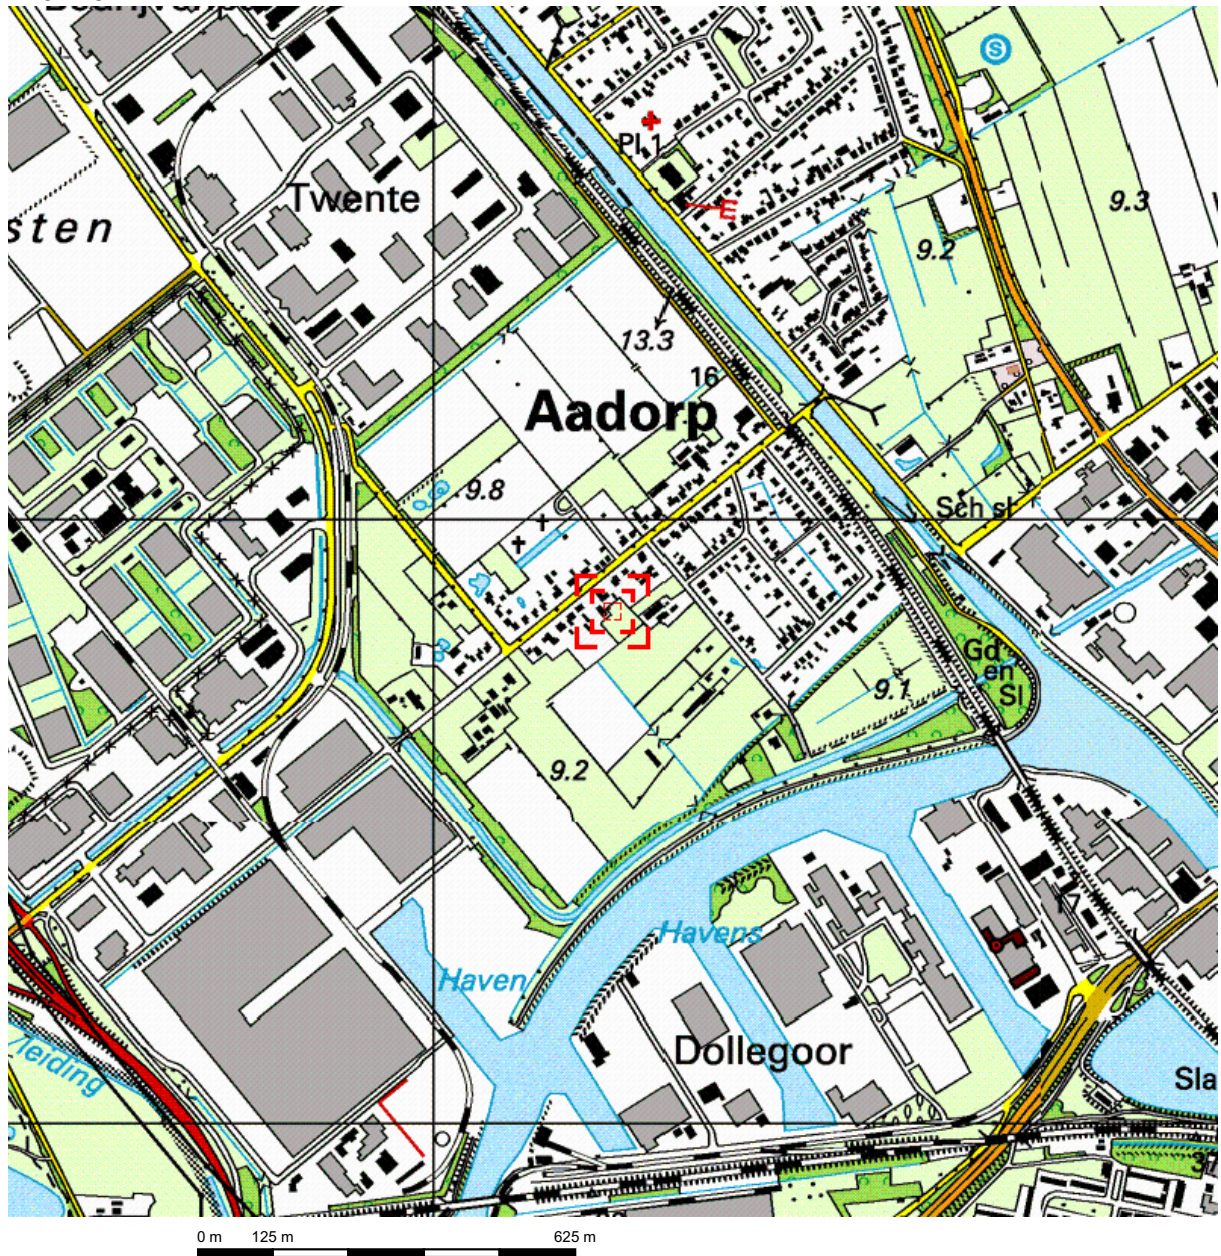 S
Pl.1
Twente
E
9.3
sten
9.2
13.3
16
Aadorp
9.8
Sch sl
Gd
en
Sl
9.1
9.2
17
Havens
Haven
Dollegoor
leiding
Sla
0 m 125 m 625 m